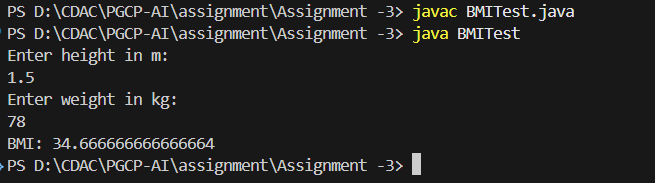 PS D:\CDAC\PGCP-AI\assignment\Assignment -3> javac BMITest.java
PS D:\CDAC\PGCP-AI\assignment\Assignment -3> java BMITest
Enter height in m:
1.5
Enter weight in kg:
78
BMI: 34.666666666666664
PS D:\CDAC\PGCP-AI\assignment\Assignment -3>